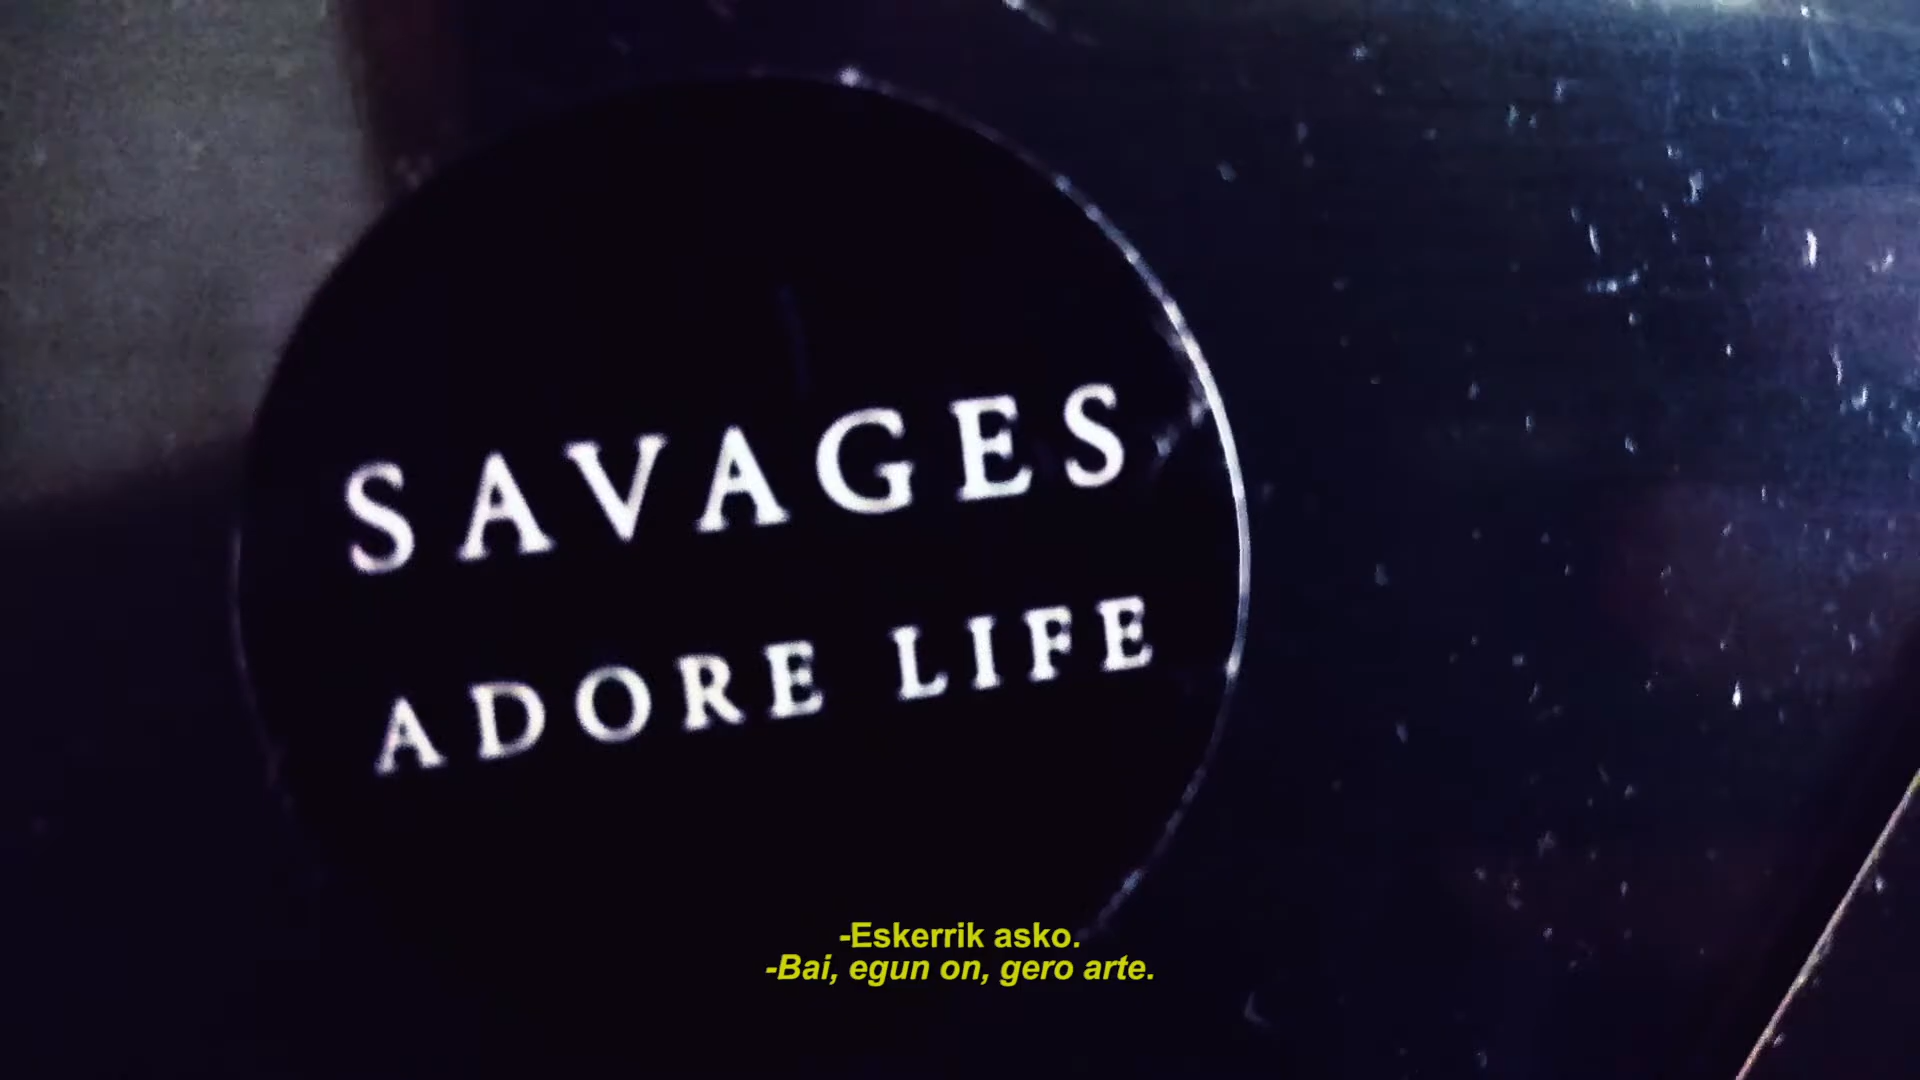 SAVAGES
ADORE LIFE
-Eskerrik asko.
-Bai, egun on, gero arte.